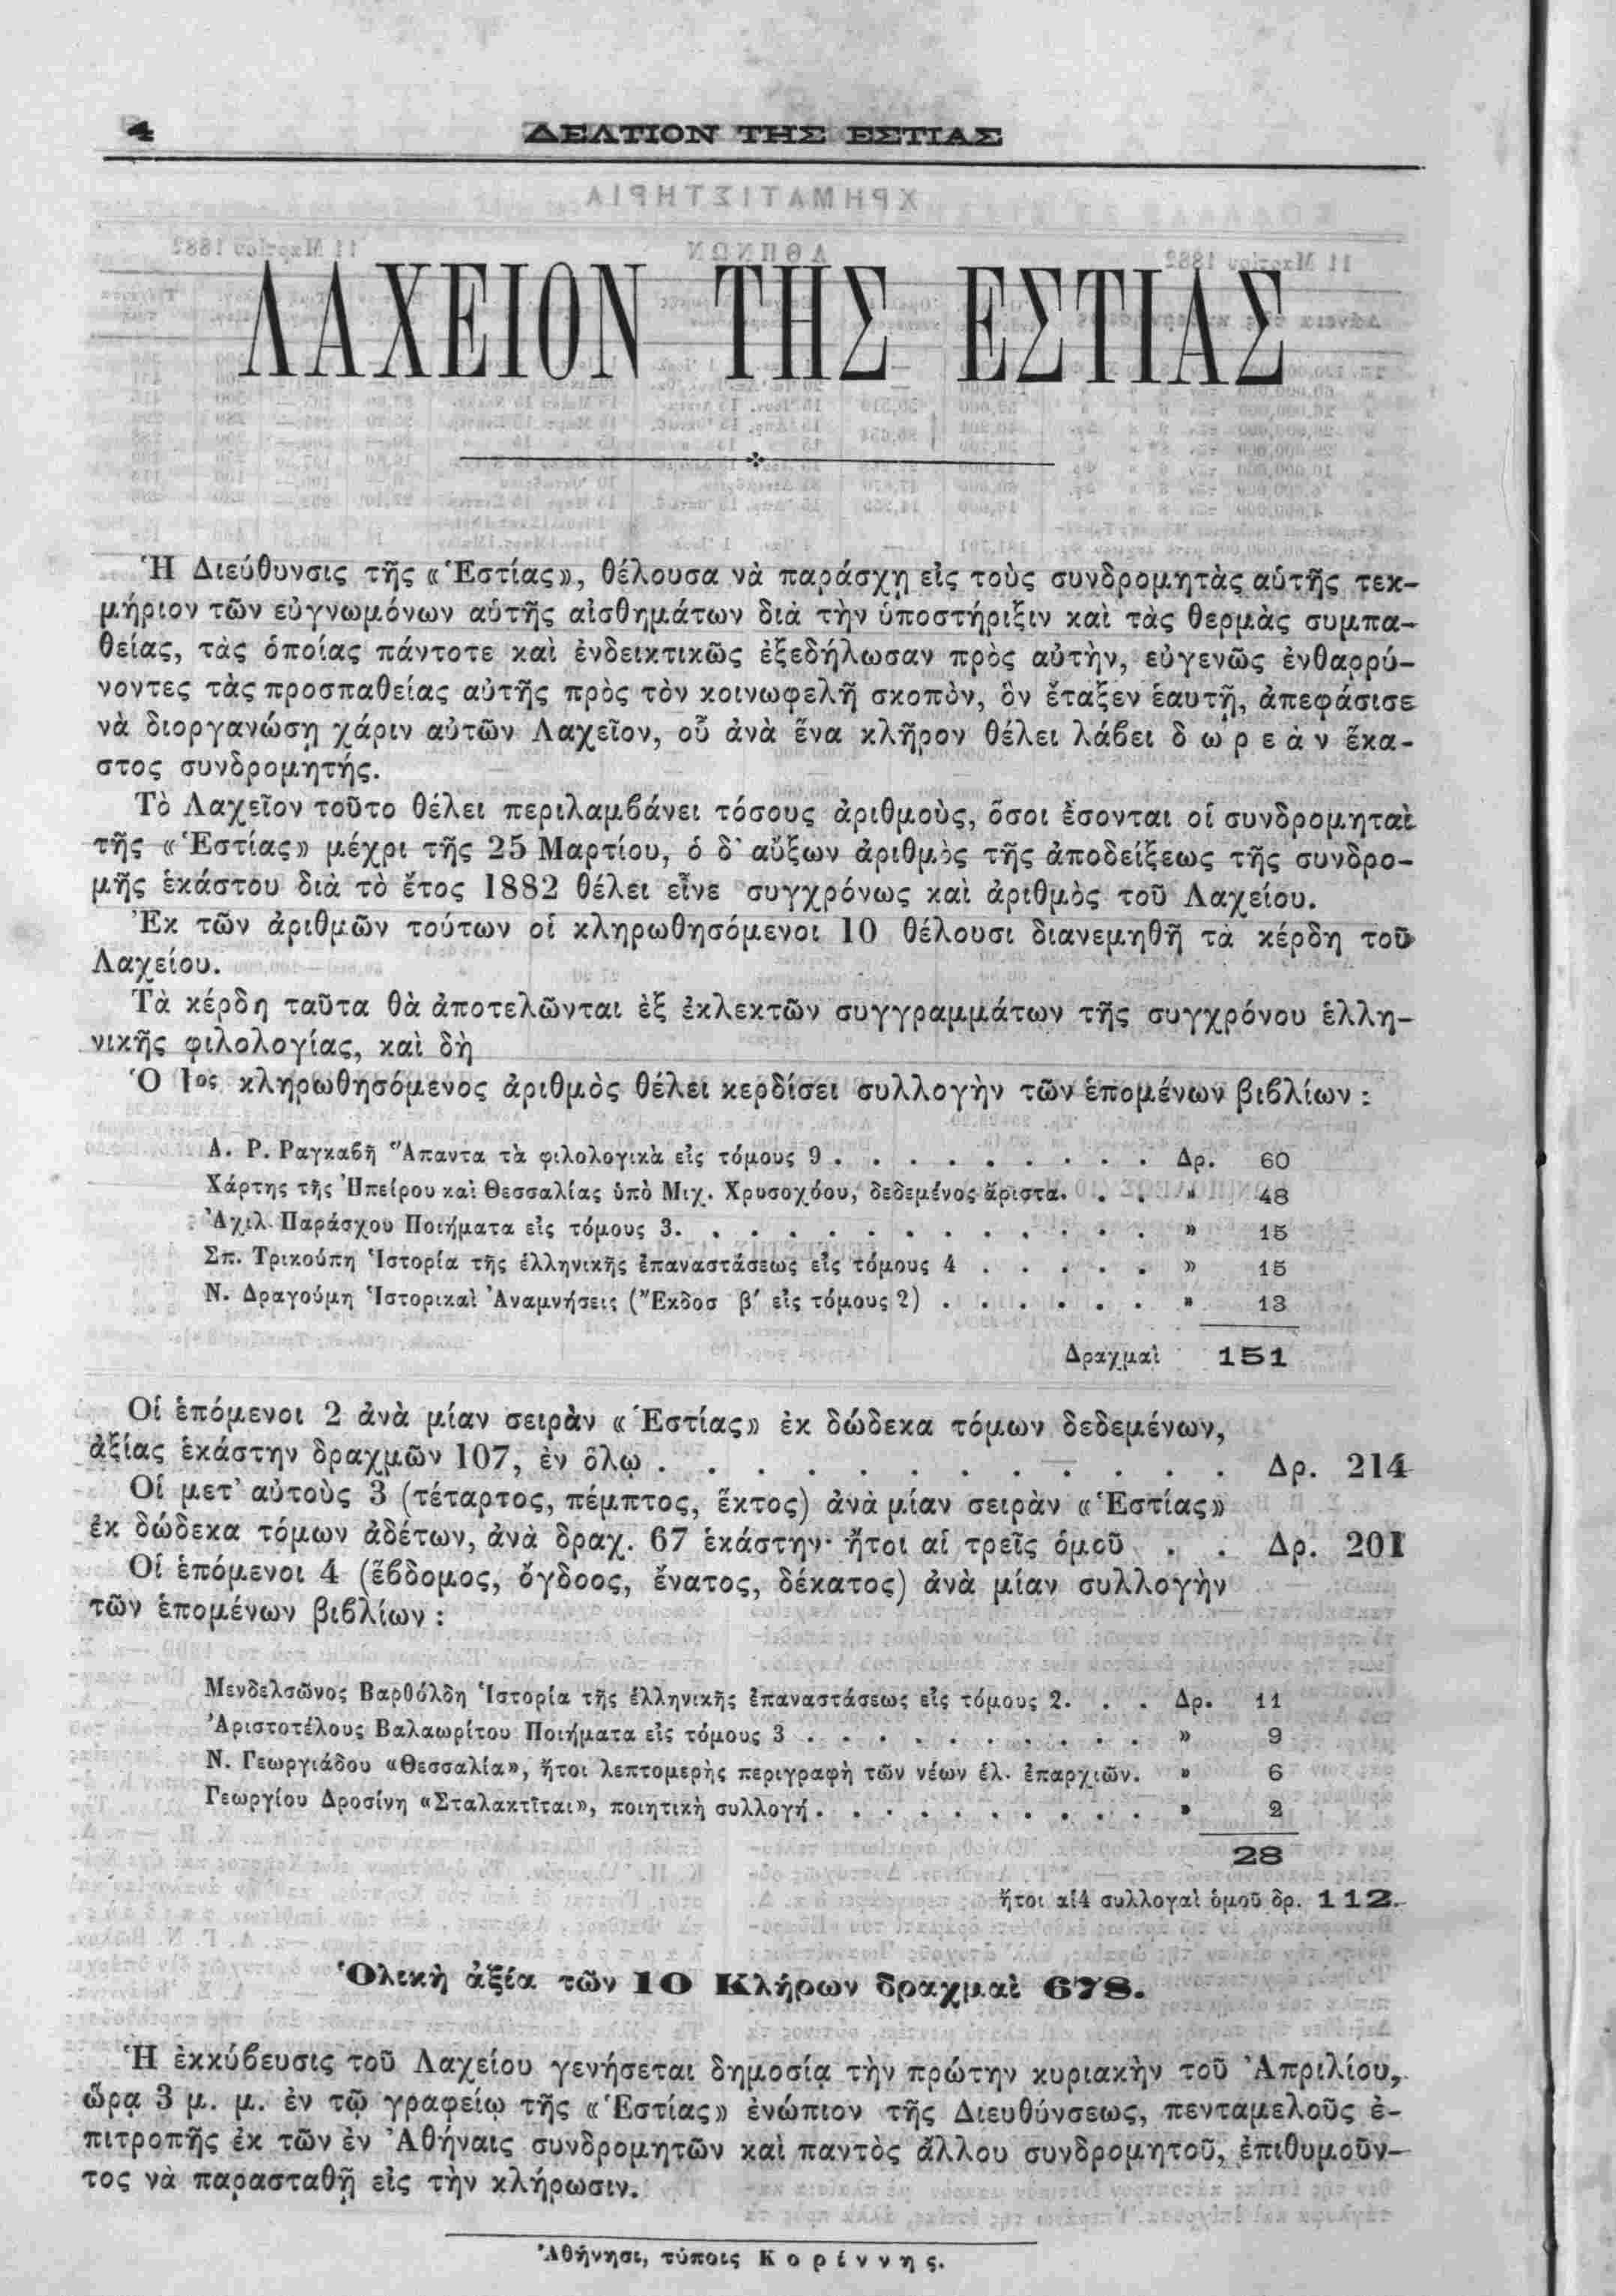 4 ΔΕΛΤΙΟΝ ΤΗΣ ΕΣΤΙΑΣ
ΛΑΧΕΙΟΝ ΤΗΣ ΕΣΤΙΑΣ
Ἡ Διεύθυνσις τῆς «Ἑστίας», θέλουσα νὰ παράσχῃ εἰς τοὺς συνδρομητὰς αὑτῆς τεκ-
μήριον τῶν εὐγνωμόνων αὑτῆς αἰσθημάτων διὰ τὴν ὑποστήριξιν καὶ τὰς θερμὰς συμπα-
θείας, τὰς ὁποίας πάντοτε καὶ ἐνδεικτικῶς ἐξεδήλωσαν πρὸς αὐτὴν, εὐγενῶς ἐνθαρρύ-
νοντες τὰς προσπαθείας αὐτῆς πρὸς τὸν κοινωφελῆ σκοπὸν, ὃν ἔταξεν ἑαυτῇ, ἀπεφάσισε
νὰ διοργανώσῃ χάριν αὐτῶν Λαχεῖον, οὗ ἀνὰ ἕνα κλῆρον θέλει λάβει δωρεὰν ἕκα-
στος συνδρομητής.
Τὸ Λαχεῖον τοῦτο θέλει περιλαμβάνει τόσους ἀριθμοὺς, ὅσοι ἔσονται οἱ συνδρομηταὶ
τῆς «Ἑστίας» μέχρι τῆς 25 Μαρτίου, ὁ δ' αὔξων ἀριθμὸς τῆς ἀποδείξεως τῆς συνδρο-
μῆς ἑκάστου διὰ τὸ ἔτος 1882 θέλει εἶνε συγχρόνως καὶ ἀριθμὸς τοῦ Λαχείου.
Ἐκ τῶν ἀριθμῶν τούτων οἱ κληρωθησόμενοι 10 θέλουσι διανεμηθῆ τὰ κέρδη τοῦ
Λαχείου.
Τὰ κέρδη ταῦτα θὰ ἀποτελῶνται ἐξ ἐκλεκτῶν συγγραμμάτων τῆς συγχρόνου ἑλλη-
νικῆς φιλολογίας, καὶ δὴ
Ὁ 1ος κληρωθησόμενος ἀριθμὸς θέλει κερδίσει συλλογὴν τῶν ἑπομένων βιβλίων :
Α. Ρ. Ραγκαβῆ Ἅπαντα τὰ φιλολογικὰ εἰς τόμους 9 . . . . . . . . . Δρ. 60
Χάρτης τῆς Ἠπείρου καὶ Θεσσαλίας ὑπὸ Μιχ. Χρυσοχόου, δεδεμένος ἄριστα. . . » 48
Ἀχιλ. Παράσχου Ποιήματα εἰς τόμους 3. . . . . . . . . . . . . » 15
Σπ. Τρικούπη Ἱστορία τῆς ἑλληνικῆς ἐπαναστάσεως εἰς τόμους 4 . . . . . » 15
Ν. Δραγούμη Ἱστορικαὶ Ἀναμνήσεις (Ἔκδοσ β' εἰς τόμους 2) . . . . . . » 13
Δραχμαὶ 151
Οἱ ἑπόμενοι 2 ἀνὰ μίαν σειρὰν «Ἑστίας» ἐκ δώδεκα τόμων δεδεμένων,
ἀξίας ἑκάστην δραχμῶν 107, ἐν ὅλῳ . . . . . . . . . . . . Δρ. 214
Οἱ μετ' αὐτοὺς 3 (τέταρτος, πέμπτος, ἕκτος) ἀνὰ μίαν σειρὰν «Ἑστίας»
ἐκ δώδεκα τόμων ἀδέτων, ἀνὰ δραχ. 67 ἑκάστην· ἤτοι αἱ τρεῖς ὁμοῦ . . Δρ. 201
Οἱ ἑπόμενοι 4 (ἕβδομος, ὄγδοος, ἔνατος, δέκατος) ἀνὰ μίαν συλλογὴν
τῶν ἑπομένων βιβλίων :
Μενδελσῶνος Βαρθόλδη Ἱστορία τῆς ἑλληνικῆς ἐπαναστάσεως εἰς τόμους 2. . . Δρ. 11
Ἀριστοτέλους Βαλαωρίτου Ποιήματα εἰς τόμους 3 . . . . . . . . . . » 9
Ν. Γεωργιάδου «Θεσσαλία», ἤτοι λεπτομερὴς περιγραφὴ τῶν νέων ἑλ. ἐπαρχιῶν. » 6
Γεωργίου Δροσίνη «Σταλακτῖται», ποιητικὴ συλλογή . . . . . . . . . . » 2
28
ἤτοι αἱ 4 συλλογαὶ ὁμοῦ δρ. 112.
Ὁλικὴ ἀξία τῶν 10 Κλήρων δραχμαὶ 678.
Ἡ ἐκκύβευσις τοῦ Λαχείου γενήσεται δημοσίᾳ τὴν πρώτην κυριακὴν τοῦ Ἀπριλίου,
ὥρᾳ 3 μ. μ. ἐν τῷ γραφείῳ τῆς «Ἑστίας» ἐνώπιον τῆς Διευθύνσεως, πενταμελοῦς ἐ-
πιτροπῆς ἐκ τῶν ἐν Ἀθήναις συνδρομητῶν καὶ παντὸς ἄλλου συνδρομητοῦ, ἐπιθυμοῦν-
τος νὰ παρασταθῇ εἰς τὴν κλήρωσιν.
Ἀθήνησι, τύποις Κορίννης.